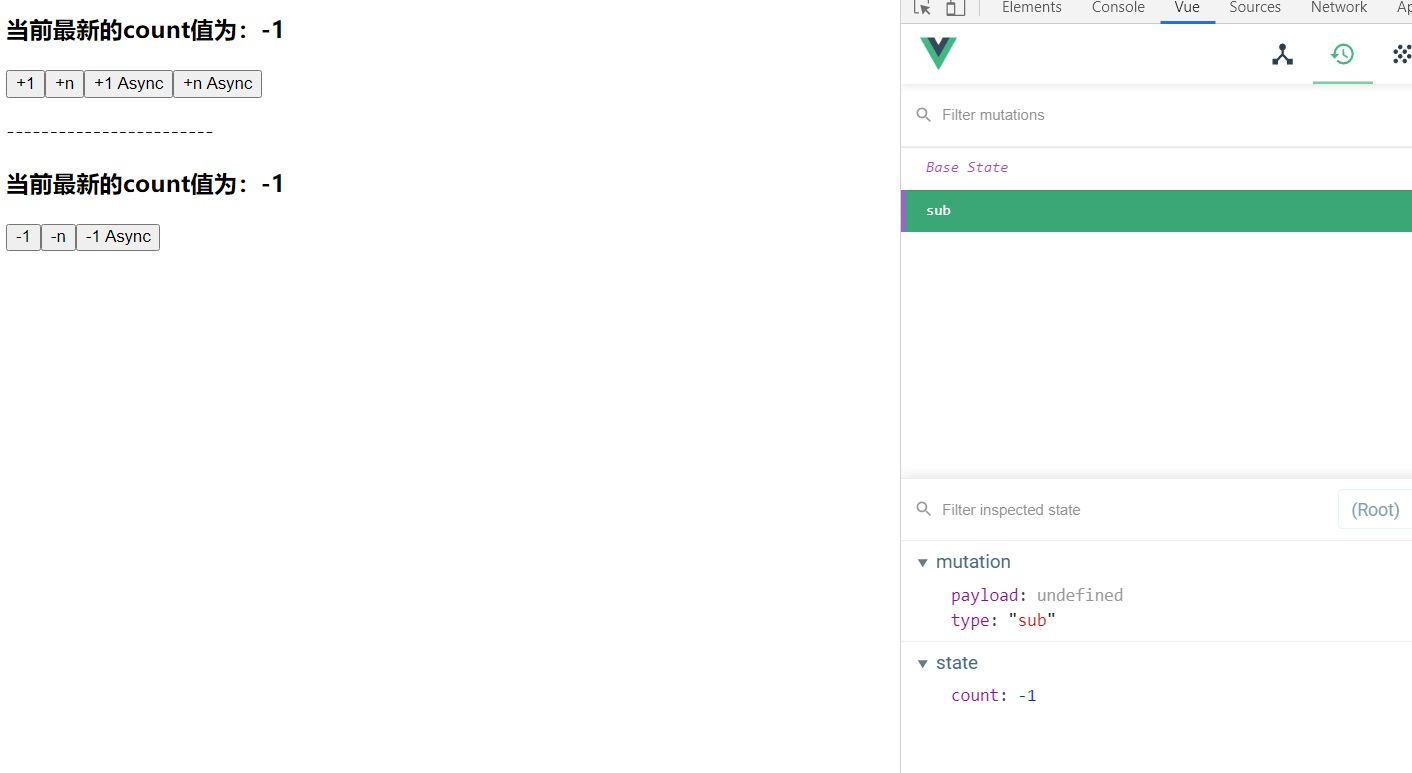 当前最新的count值为：-1
+1 +n +1 Async +n Async
------------------------
当前最新的count值为：-1
-1 -n -1 Async
Elements Console Vue Sources Network Ap
Filter mutations
Base State
sub
Filter inspected state (Root)
mutation
payload: undefined
type: "sub"
state
count: -1